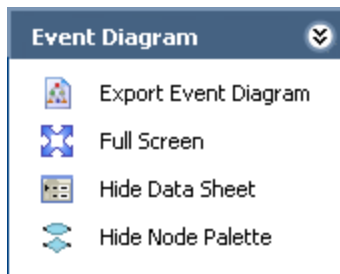 Event Diagram
Export Event Diagram
Full Screen
Hide Data Sheet
Hide Node Palette